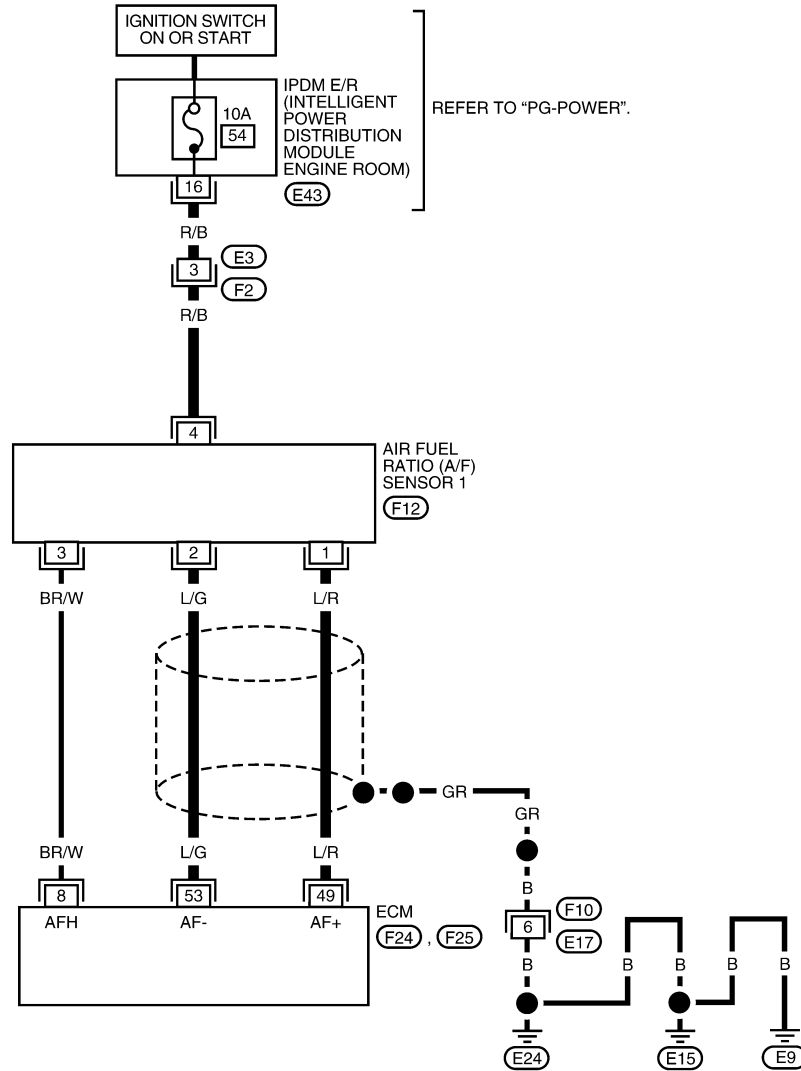 IGNITION SWITCH
ON OR START
IPDM E/R
(INTELLIGENT
POWER
DISTRIBUTION
MODULE
ENGINE ROOM)
E43
10A
54
REFER TO “PG-POWER”.
16
R/B
3
E3
F2
R/B
4
AIR FUEL
RATIO (A/F)
SENSOR 1
F12
3 2 1
BR/W L/G L/R
GR
GR
BR/W L/G L/R
8 53 49
AFH AF- AF+
ECM
F24 , F25
B
6
F10
E17
B B B B B
E24 E15 E9